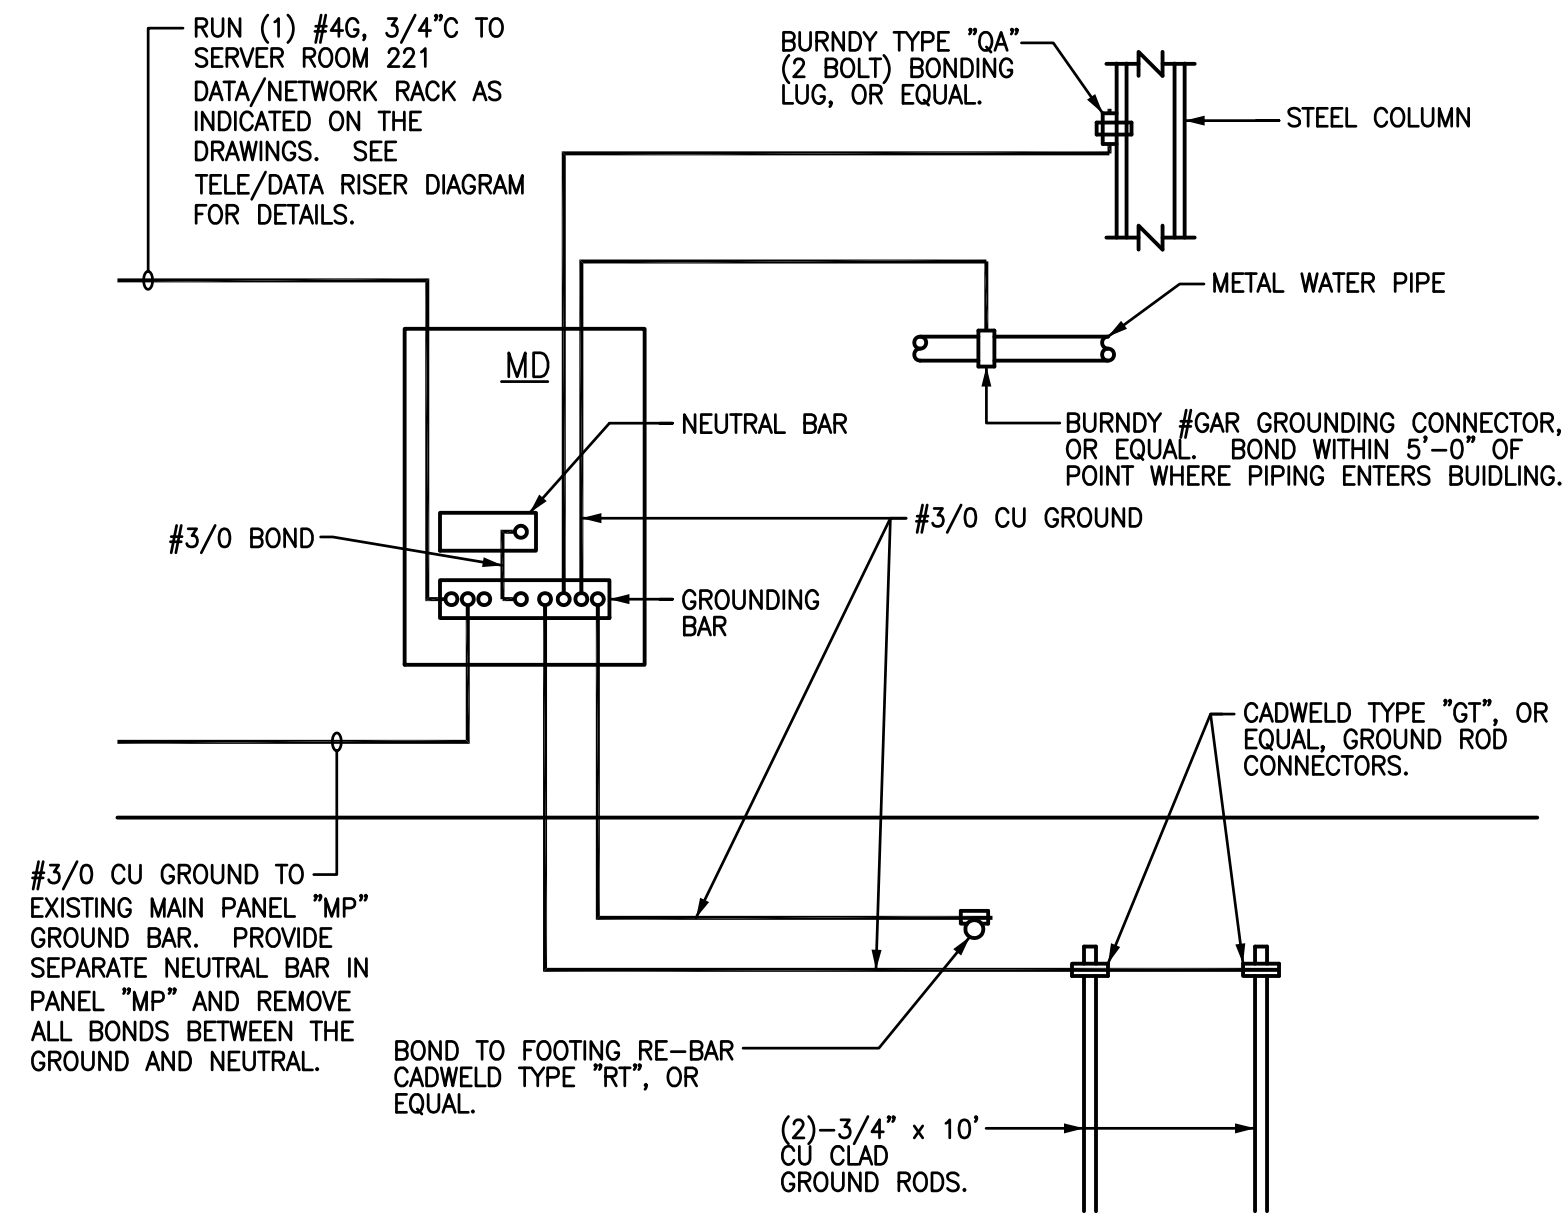 RUN (1) #4G, 3/4"C TO
SERVER ROOM 221
DATA/NETWORK RACK AS
INDICATED ON THE
DRAWINGS. SEE
TELE/DATA RISER DIAGRAM
FOR DETAILS.
BURNDY TYPE "QA"
(2 BOLT) BONDING
LUG, OR EQUAL.
STEEL COLUMN
METAL WATER PIPE
MD
NEUTRAL BAR
BURNDY #GAR GROUNDING CONNECTOR,
OR EQUAL. BOND WITHIN 5'-0" OF
POINT WHERE PIPING ENTERS BUIDLING.
#3/0 BOND
#3/0 CU GROUND
GROUNDING
BAR
CADWELD TYPE "GT", OR
EQUAL, GROUND ROD
CONNECTORS.
#3/0 CU GROUND TO
EXISTING MAIN PANEL "MP"
GROUND BAR. PROVIDE
SEPARATE NEUTRAL BAR IN
PANEL "MP" AND REMOVE
ALL BONDS BETWEEN THE
GROUND AND NEUTRAL.
BOND TO FOOTING RE-BAR
CADWELD TYPE "RT", OR
EQUAL.
(2)-3/4" x 10'
CU CLAD
GROUND RODS.